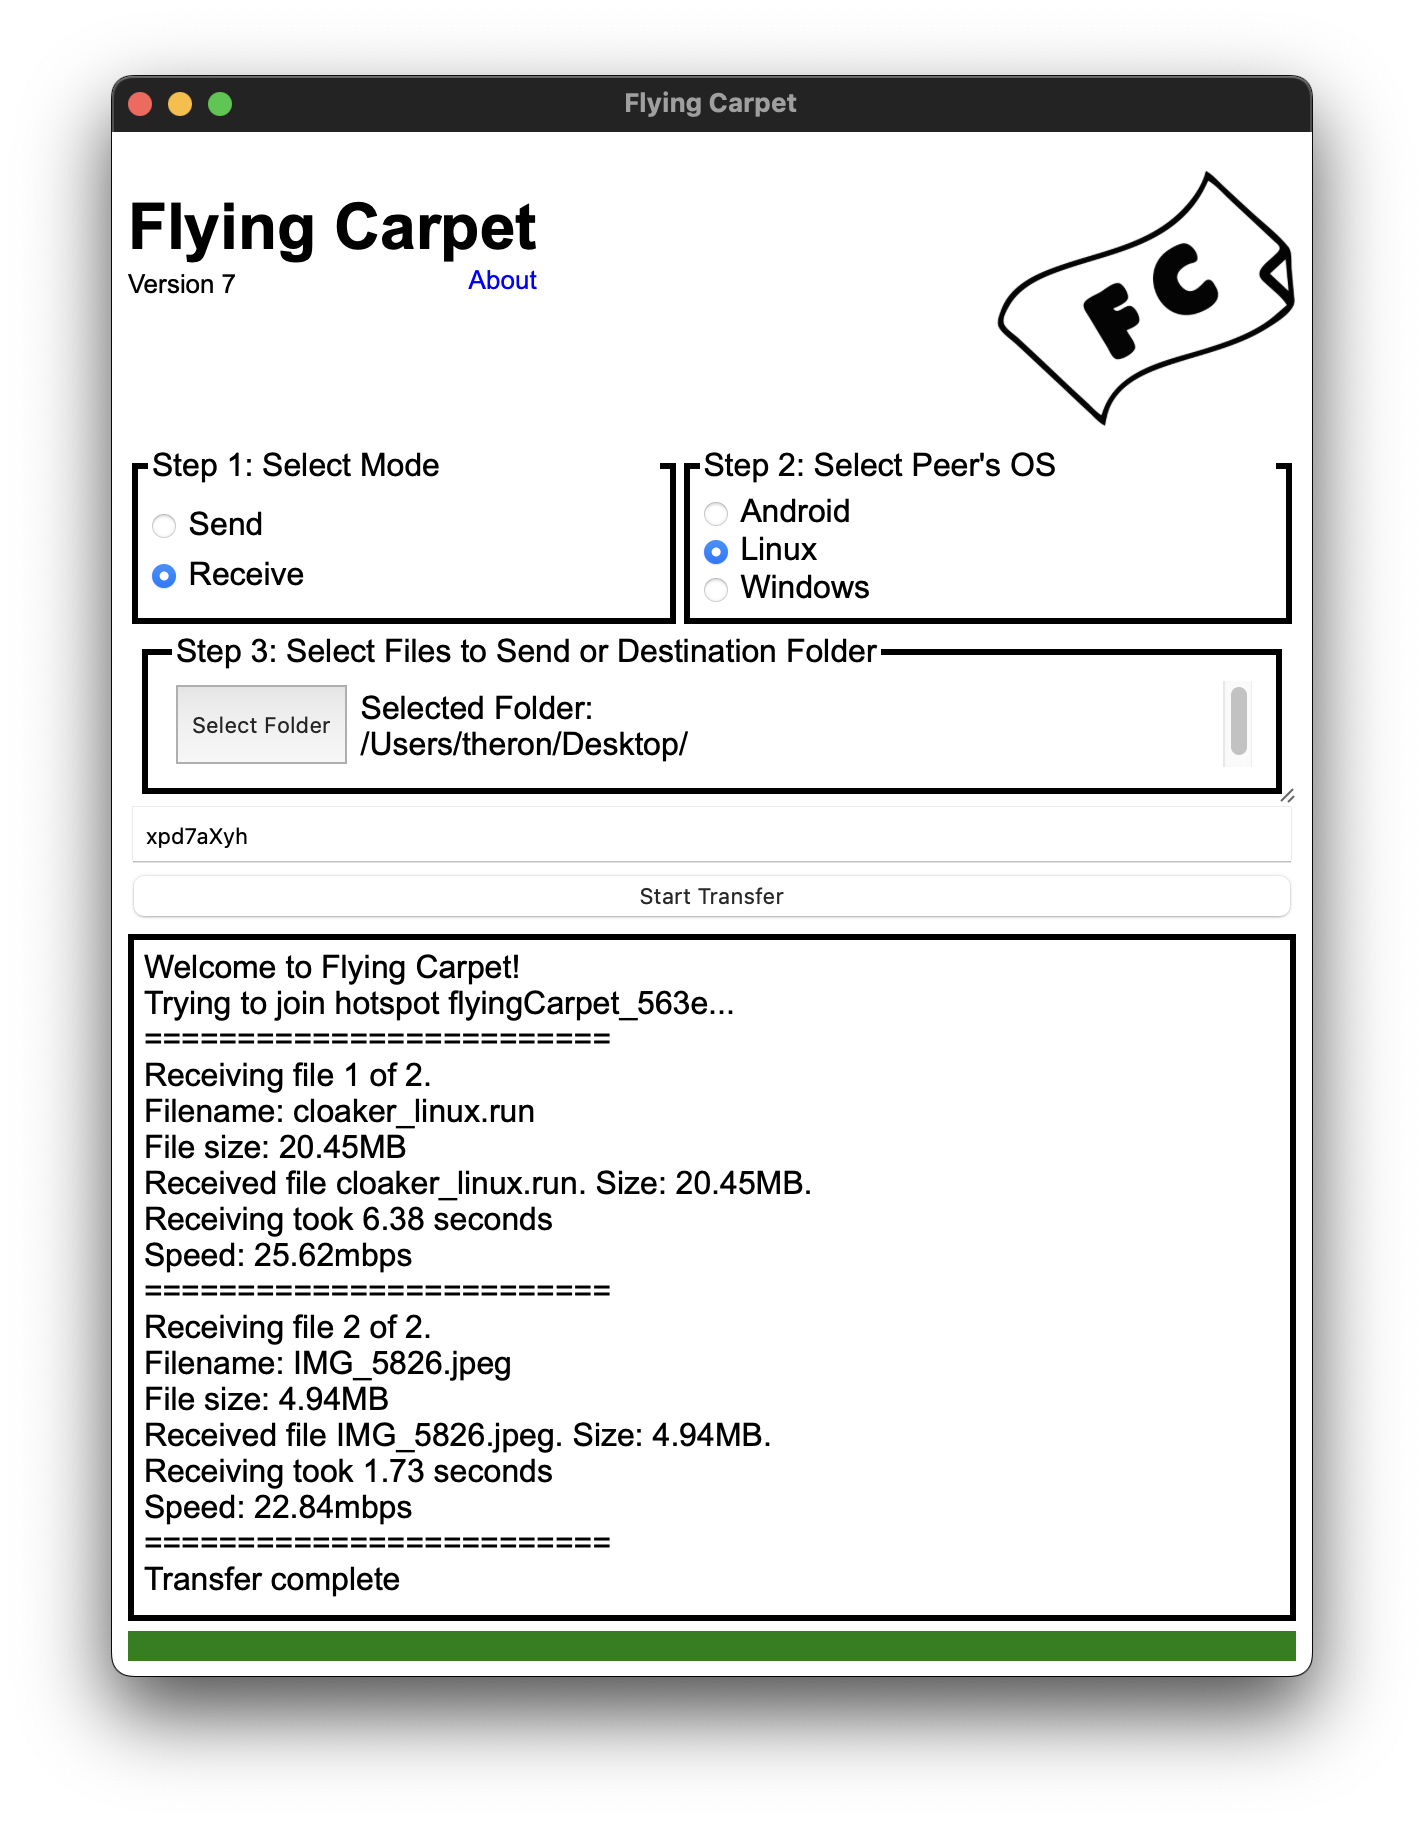 Flying Carpet
Flying Carpet
Version 7
About
F C
Step 1: Select Mode
Send
Receive
Step 2: Select Peer's OS
Android
Linux
Windows
Step 3: Select Files to Send or Destination Folder
Select Folder
Selected Folder:
/Users/theron/Desktop/
xpd7aXyh
Start Transfer
Welcome to Flying Carpet!
Trying to join hotspot flyingCarpet_563e...
=========================
Receiving file 1 of 2.
Filename: cloaker_linux.run
File size: 20.45MB
Received file cloaker_linux.run. Size: 20.45MB.
Receiving took 6.38 seconds
Speed: 25.62mbps
=========================
Receiving file 2 of 2.
Filename: IMG_5826.jpeg
File size: 4.94MB
Received file IMG_5826.jpeg. Size: 4.94MB.
Receiving took 1.73 seconds
Speed: 22.84mbps
=========================
Transfer complete